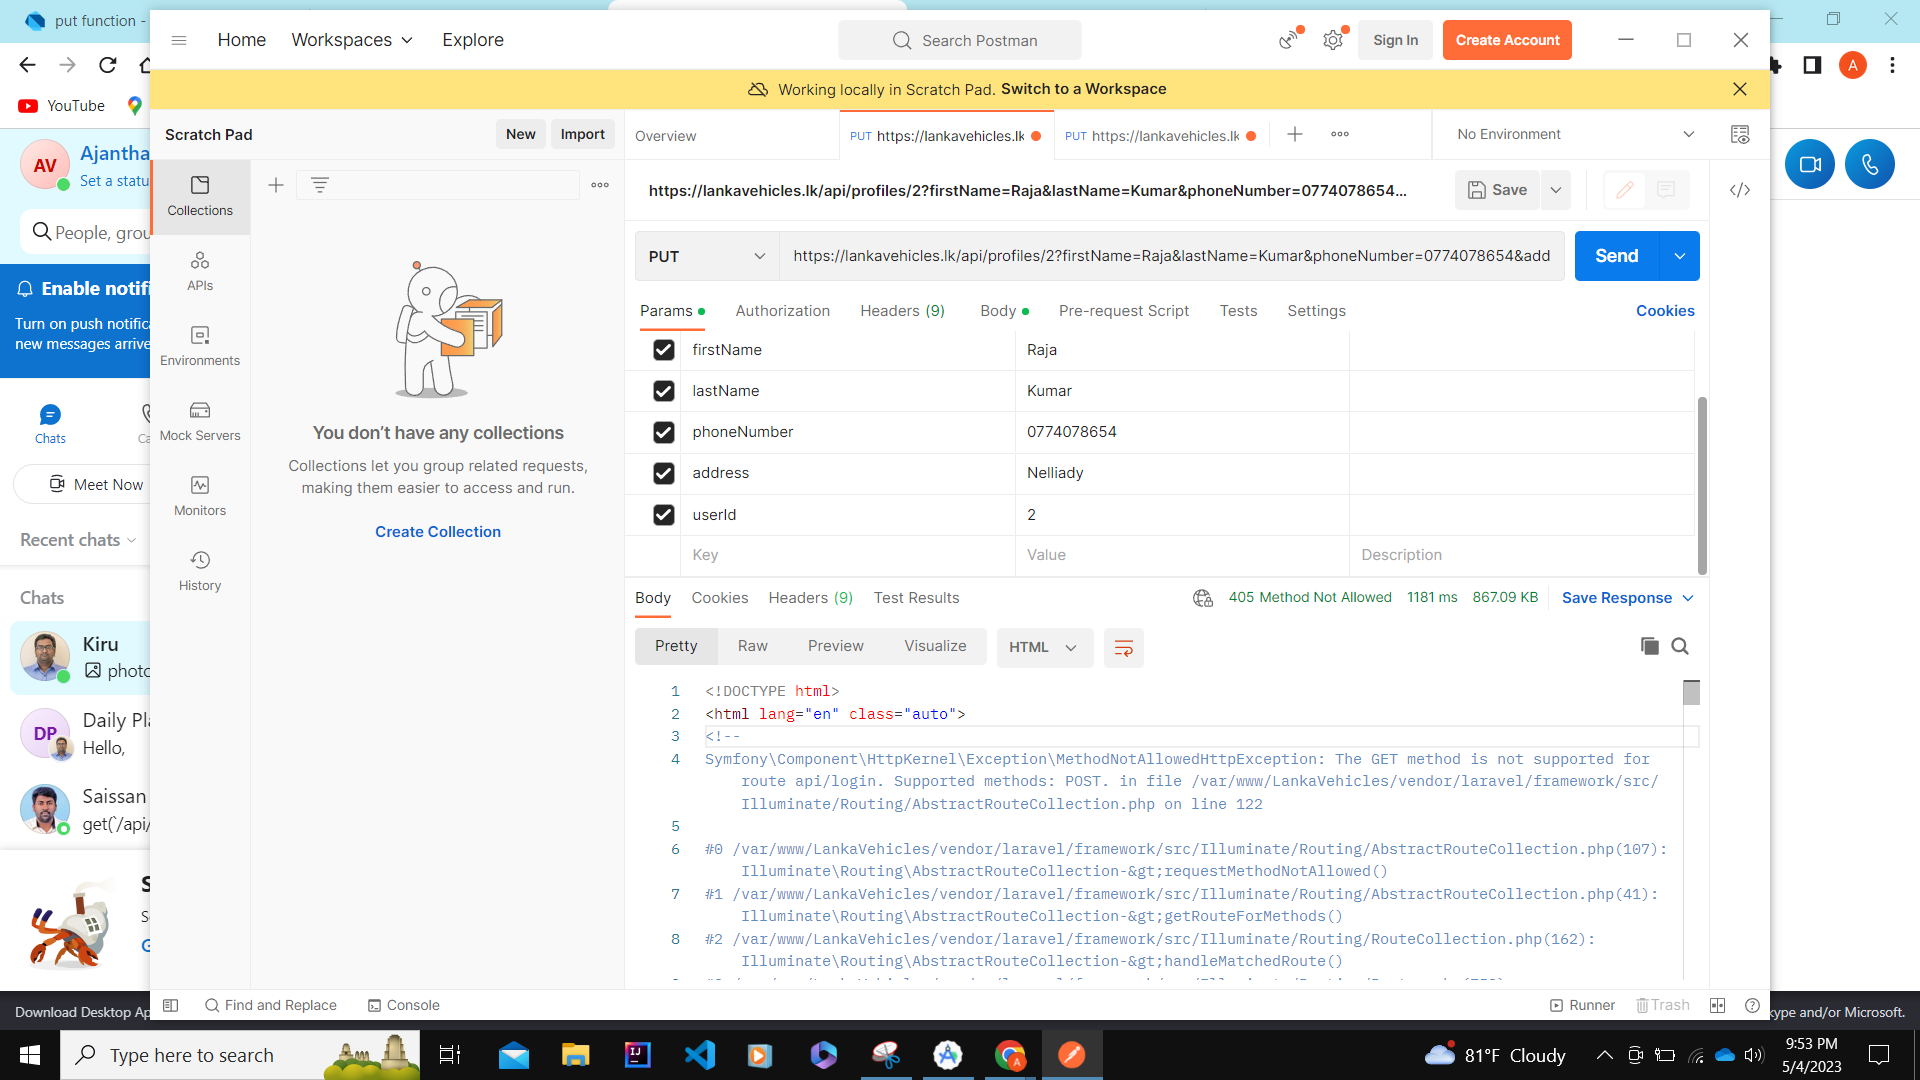 put function -
Home
Workspaces
Explore
Search Postman
Sign In
Create Account
A
YouTube
Working locally in Scratch Pad. Switch to a Workspace
Scratch Pad
New
Import
Overview
PUT https://lankavehicles.lk
PUT https://lankavehicles.lk
No Environment
AV
Ajantha
Set a statu
Collections
https://lankavehicles.lk/api/profiles/2?firstName=Raja&lastName=Kumar&phoneNumber=0774078654...
Save
People, grou
APIs
PUT
https://lankavehicles.lk/api/profiles/2?firstName=Raja&lastName=Kumar&phoneNumber=0774078654&add
Send
Enable notifi
Turn on push notifica
new messages arrive
Params
Authorization
Headers (9)
Body
Pre-request Script
Tests
Settings
Cookies
Environments
firstName
Raja
lastName
Kumar
phoneNumber
0774078654
address
Nelliady
userId
2
Key
Value
Description
Chats
Ca
Mock Servers
You don't have any collections
Collections let you group related requests,
making them easier to access and run.
Create Collection
Meet Now
Monitors
Recent chats
History
Chats
Kiru
photo
DP
Daily Pla
Hello,
Saissan
get(`/api/
S
S
G
Body
Cookies
Headers (9)
Test Results
405 Method Not Allowed
1181 ms
867.09 KB
Save Response
Pretty
Raw
Preview
Visualize
HTML
1 <!DOCTYPE html>
2 <html lang="en" class="auto">
3 <!--
4 Symfony\Component\HttpKernel\Exception\MethodNotAllowedHttpException: The GET method is not supported for
route api/login. Supported methods: POST. in file /var/www/LankaVehicles/vendor/laravel/framework/src/
Illuminate/Routing/AbstractRouteCollection.php on line 122
5
6 #0 /var/www/LankaVehicles/vendor/laravel/framework/src/Illuminate/Routing/AbstractRouteCollection.php(107):
Illuminate\Routing\AbstractRouteCollection-&gt;requestMethodNotAllowed()
7 #1 /var/www/LankaVehicles/vendor/laravel/framework/src/Illuminate/Routing/AbstractRouteCollection.php(41):
Illuminate\Routing\AbstractRouteCollection-&gt;getRouteForMethods()
8 #2 /var/www/LankaVehicles/vendor/laravel/framework/src/Illuminate/Routing/RouteCollection.php(162):
Illuminate\Routing\AbstractRouteCollection-&gt;handleMatchedRoute()
Download Desktop Ap
Find and Replace
Console
Runner
Trash
kype and/or Microsoft.
Type here to search
81°F Cloudy
9:53 PM
5/4/2023